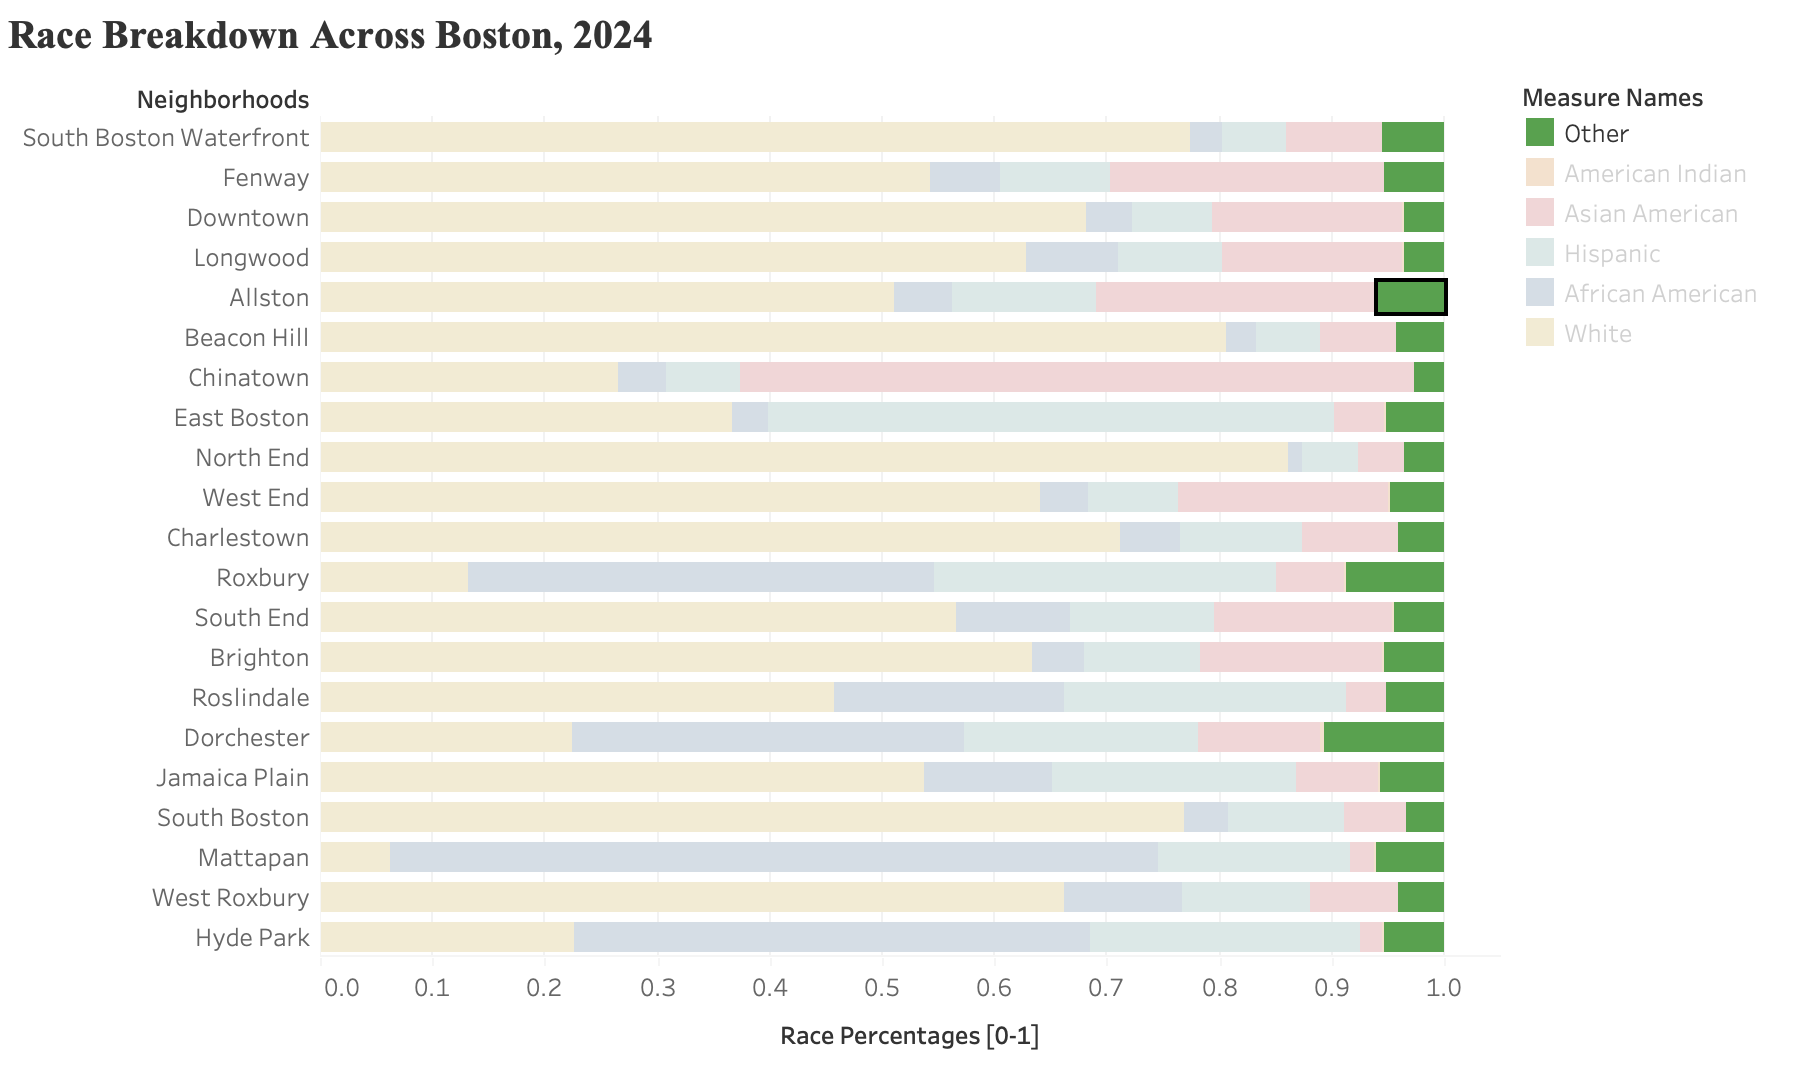 Race Breakdown Across Boston, 2024
Neighborhoods
South Boston Waterfront
Fenway
Downtown
Longwood
Allston
Beacon Hill
Chinatown
East Boston
North End
West End
Charlestown
Roxbury
South End
Brighton
Roslindale
Dorchester
Jamaica Plain
South Boston
Mattapan
West Roxbury
Hyde Park
0.0 0.1 0.2 0.3 0.4 0.5 0.6 0.7 0.8 0.9 1.0
Race Percentages [0-1]
Measure Names
Other
American Indian
Asian American
Hispanic
African American
White